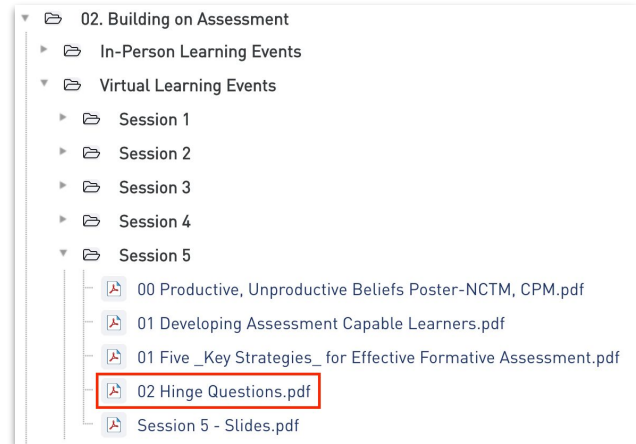 02. Building on Assessment
In-Person Learning Events
Virtual Learning Events
Session 1
Session 2
Session 3
Session 4
Session 5
00 Productive, Unproductive Beliefs Poster-NCTM, CPM.pdf
01 Developing Assessment Capable Learners.pdf
01 Five _Key Strategies_ for Effective Formative Assessment.pdf
02 Hinge Questions.pdf
Session 5 - Slides.pdf